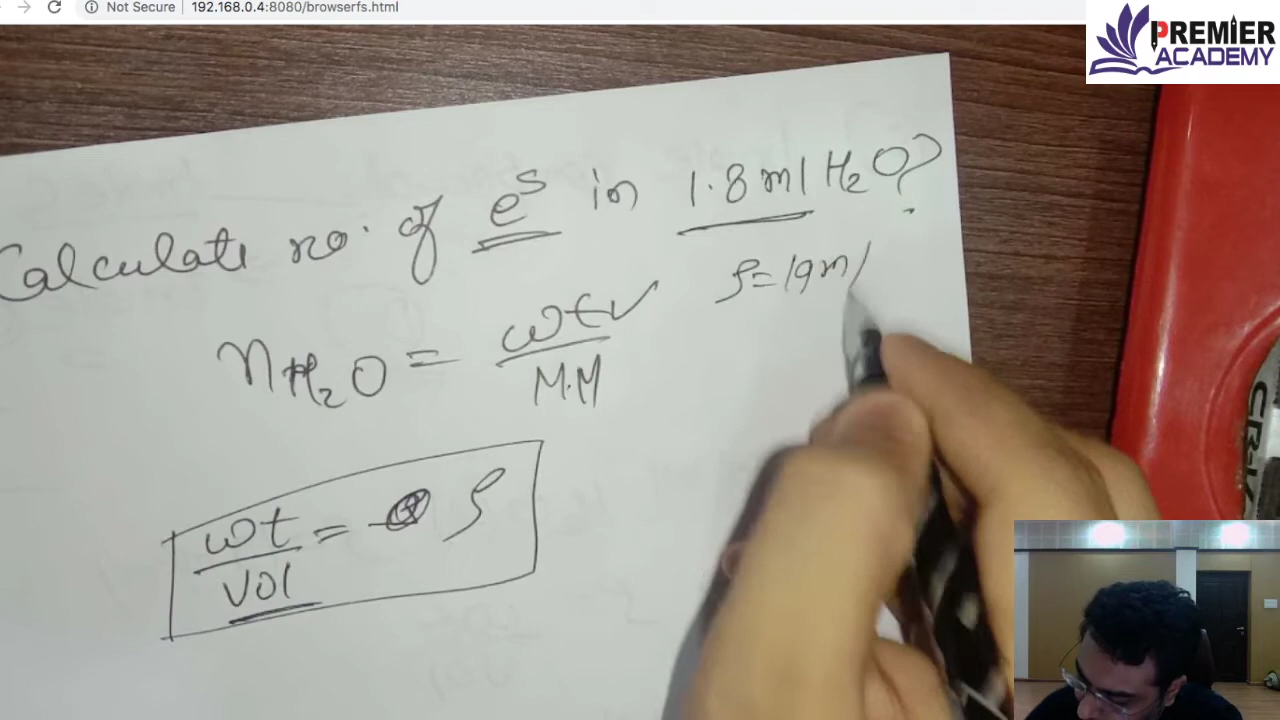 Not Secure 192.168.0.4:8080/browserfs.html
PREMIER
ACADEMY
Calculate no. of e^s in 1.8 ml H₂O?
ρ = 1gm/
nH₂O = wt / M.M
wt / Vol = ρ